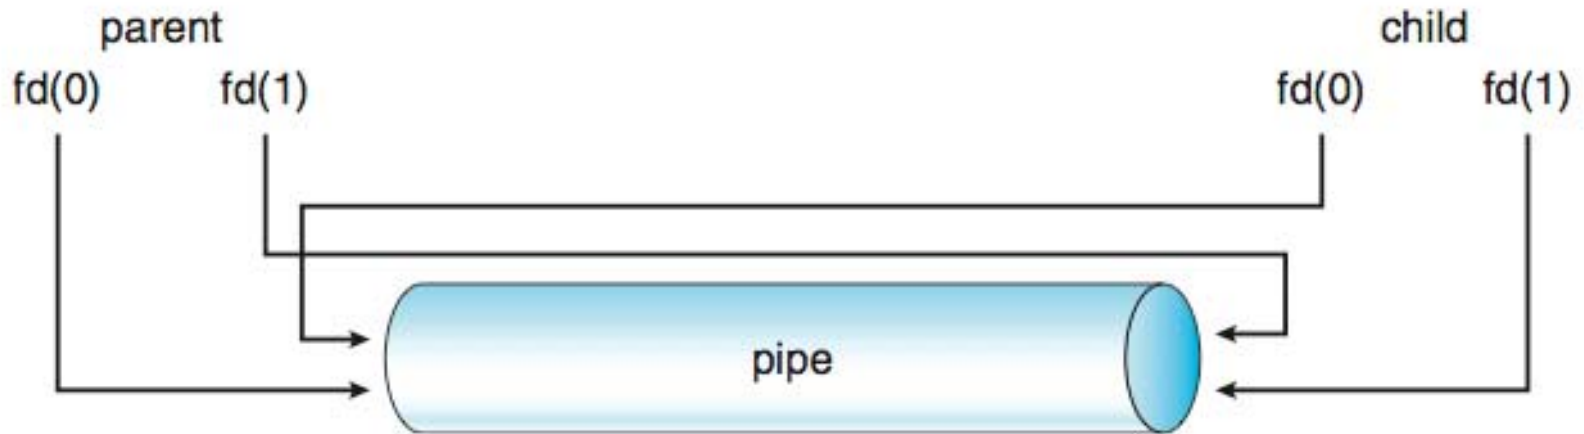 parent child
fd(0) fd(1) fd(0) fd(1)
pipe